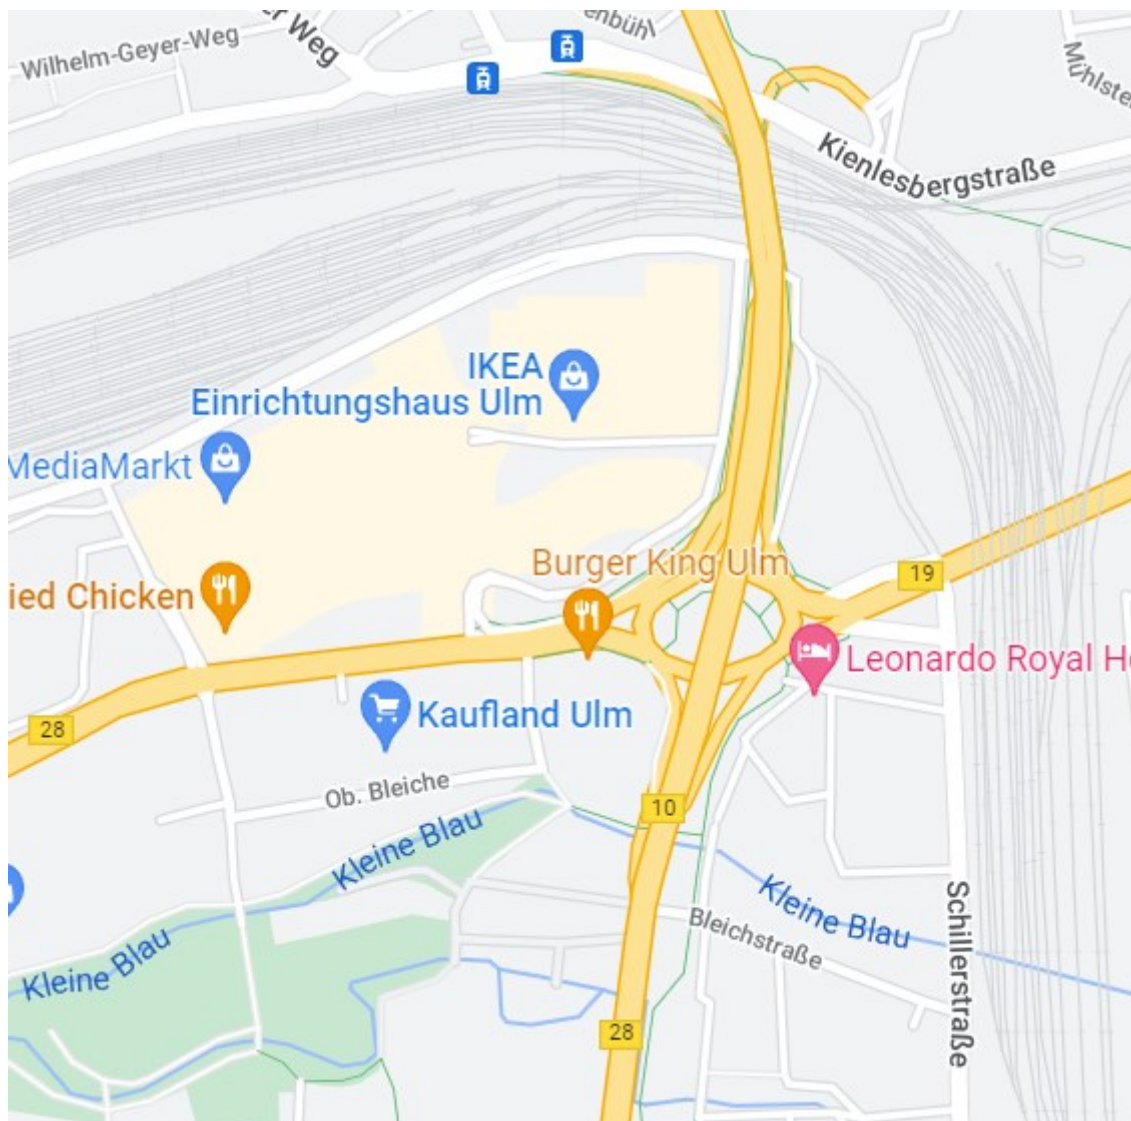 Wilhelm-Geyer-Weg
er Weg
enbühl
Mühlste
Kienlesbergstraße
IKEA
Einrichtungshaus Ulm
MediaMarkt
Burger King Ulm
19
ied Chicken
Leonardo Royal H
28
Kaufland Ulm
Ob. Bleiche
10
Kleine Blau
Kleine Blau
Bleichstraße
Schillerstraße
Kleine Blau
28